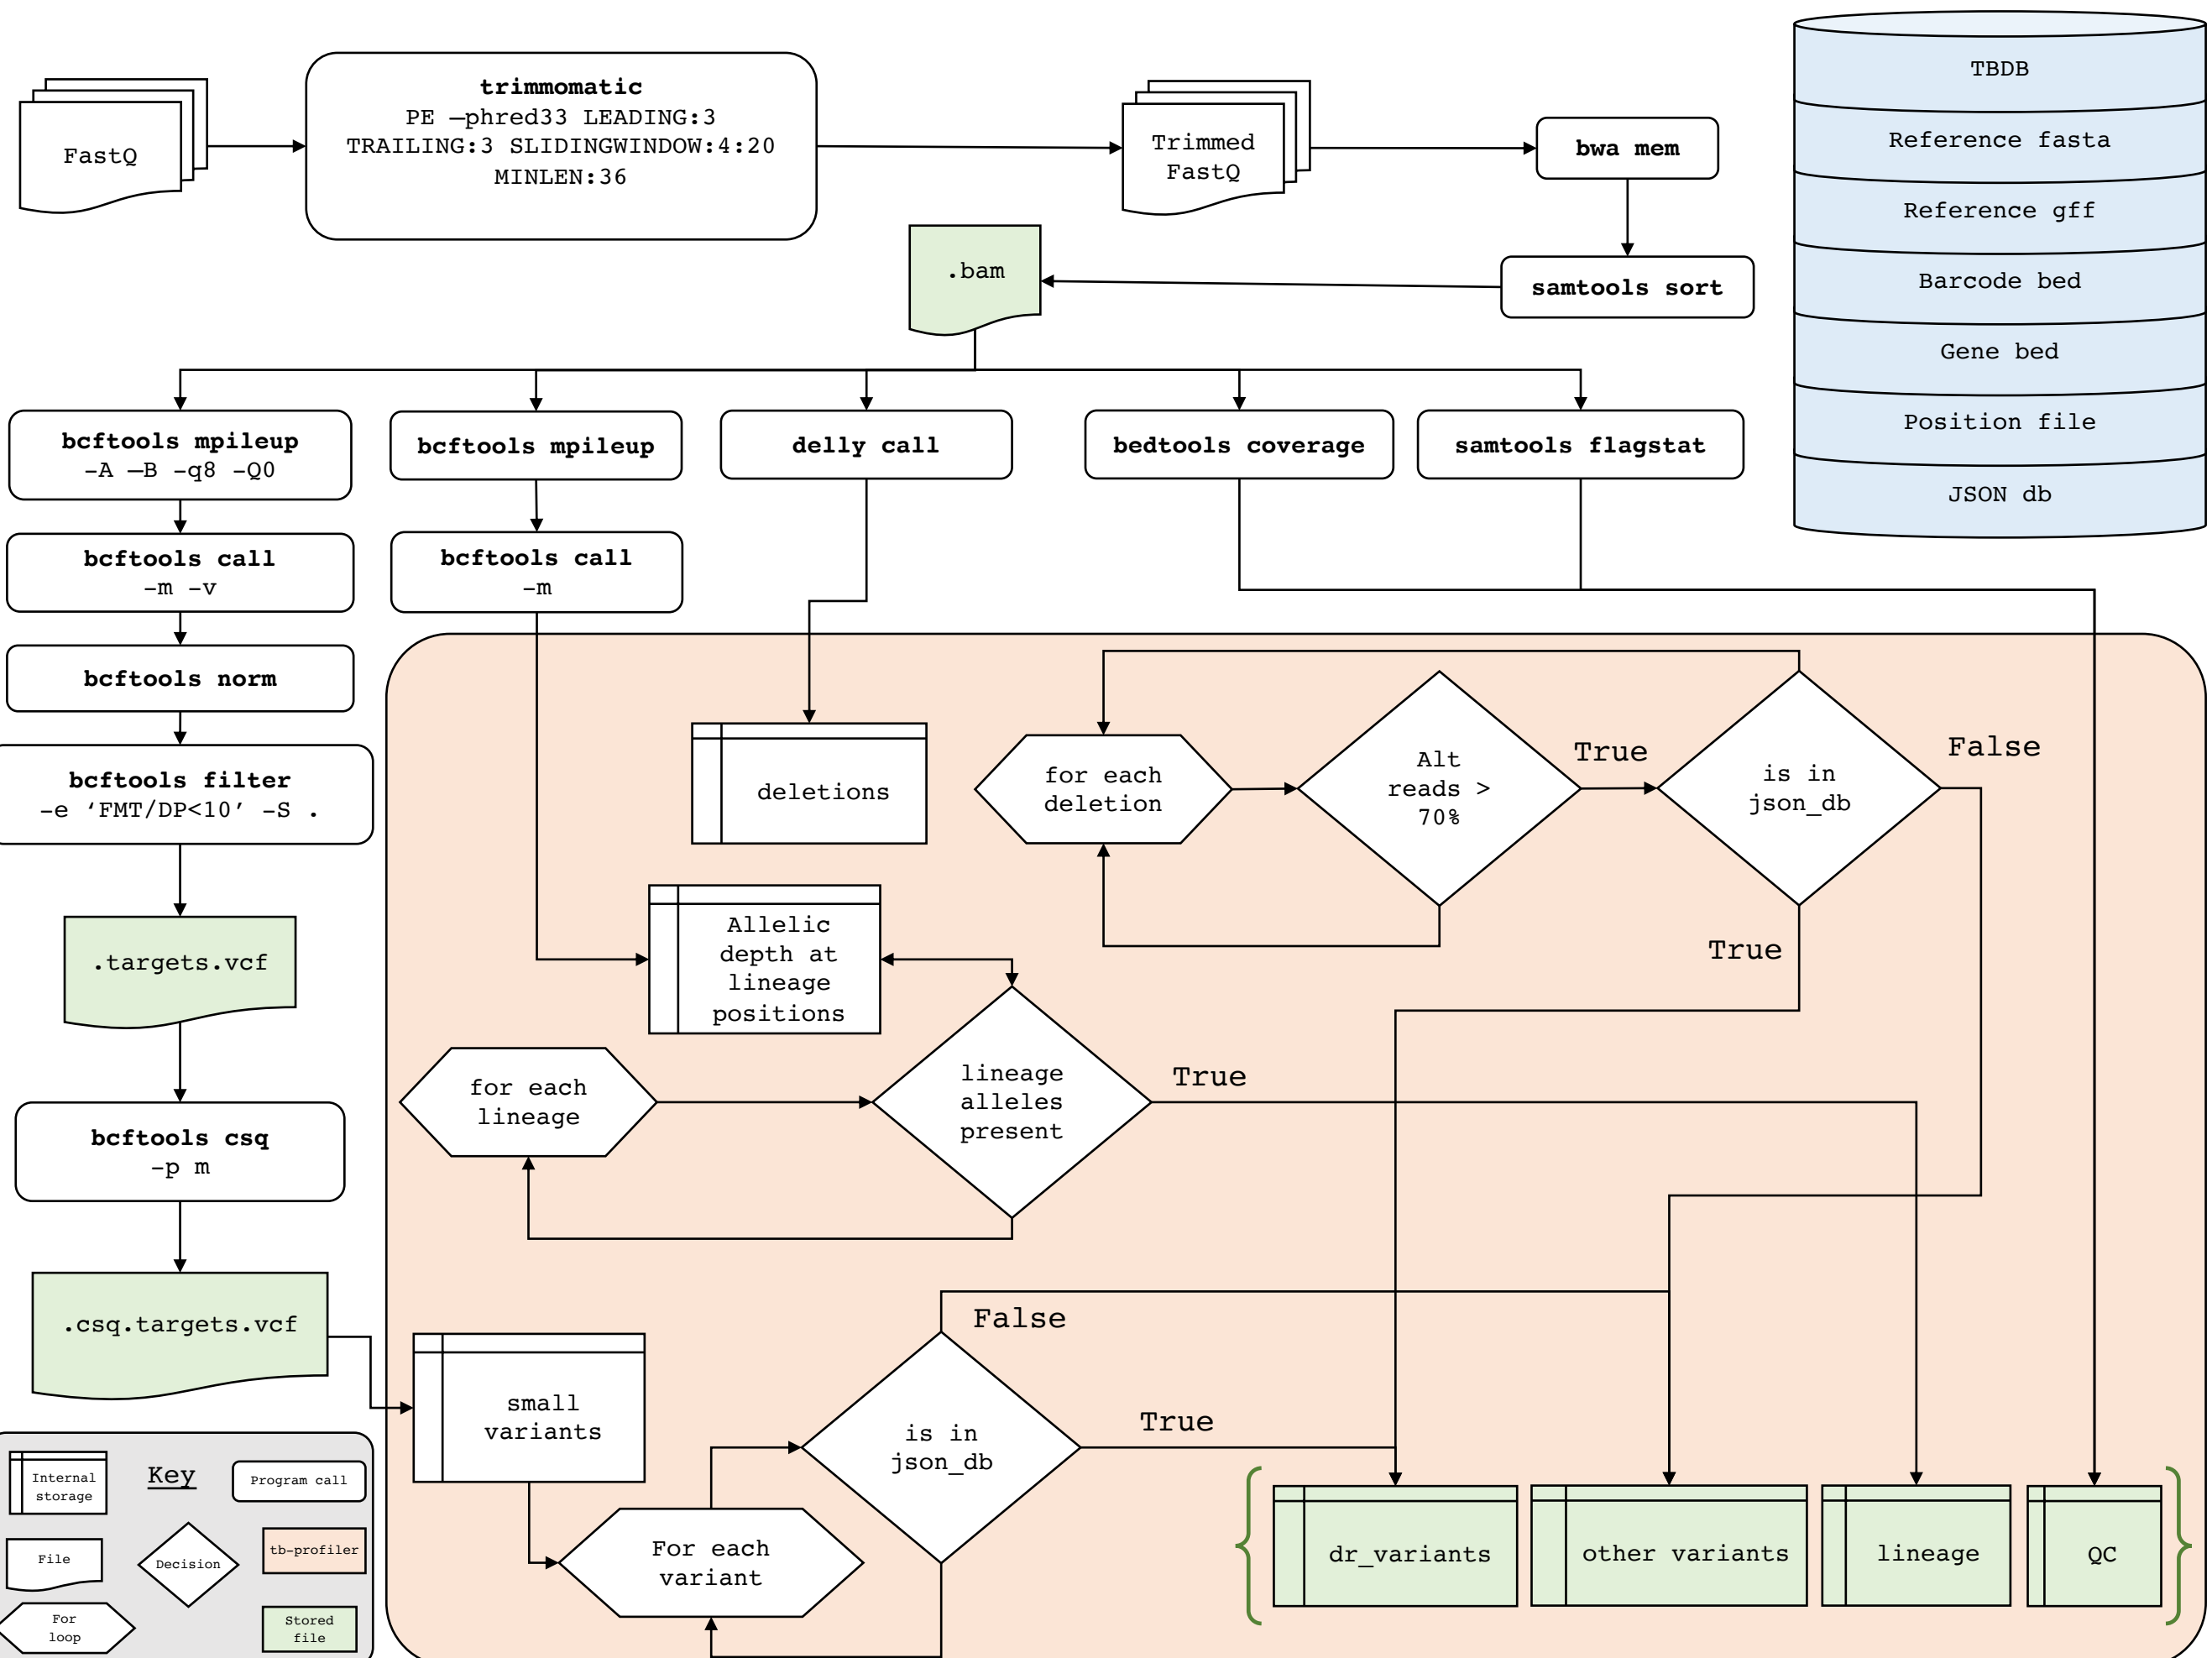 FastQ
trimmomatic
PE –phred33 LEADING:3
TRAILING:3 SLIDINGWINDOW:4:20
MINLEN:36
Trimmed
FastQ
bwa mem
samtools sort
.bam
TBDB
Reference fasta
Reference gff
Barcode bed
Gene bed
Position file
JSON db
bcftools mpileup
-A –B -q8 -Q0
bcftools mpileup
delly call
bedtools coverage
samtools flagstat
bcftools call
-m -v
bcftools call
-m
bcftools norm
bcftools filter
-e ‘FMT/DP<10’ -S .
.targets.vcf
bcftools csq
-p m
.csq.targets.vcf
deletions
for each
deletion
Alt
reads >
70%
True
is in
json_db
False
True
Allelic
depth at
lineage
positions
for each
lineage
lineage
alleles
present
True
small
variants
For each
variant
is in
json_db
False
True
dr_variants
other variants
lineage
QC
Key
Internal
storage
Program call
File
Decision
tb-profiler
For
loop
Stored
file